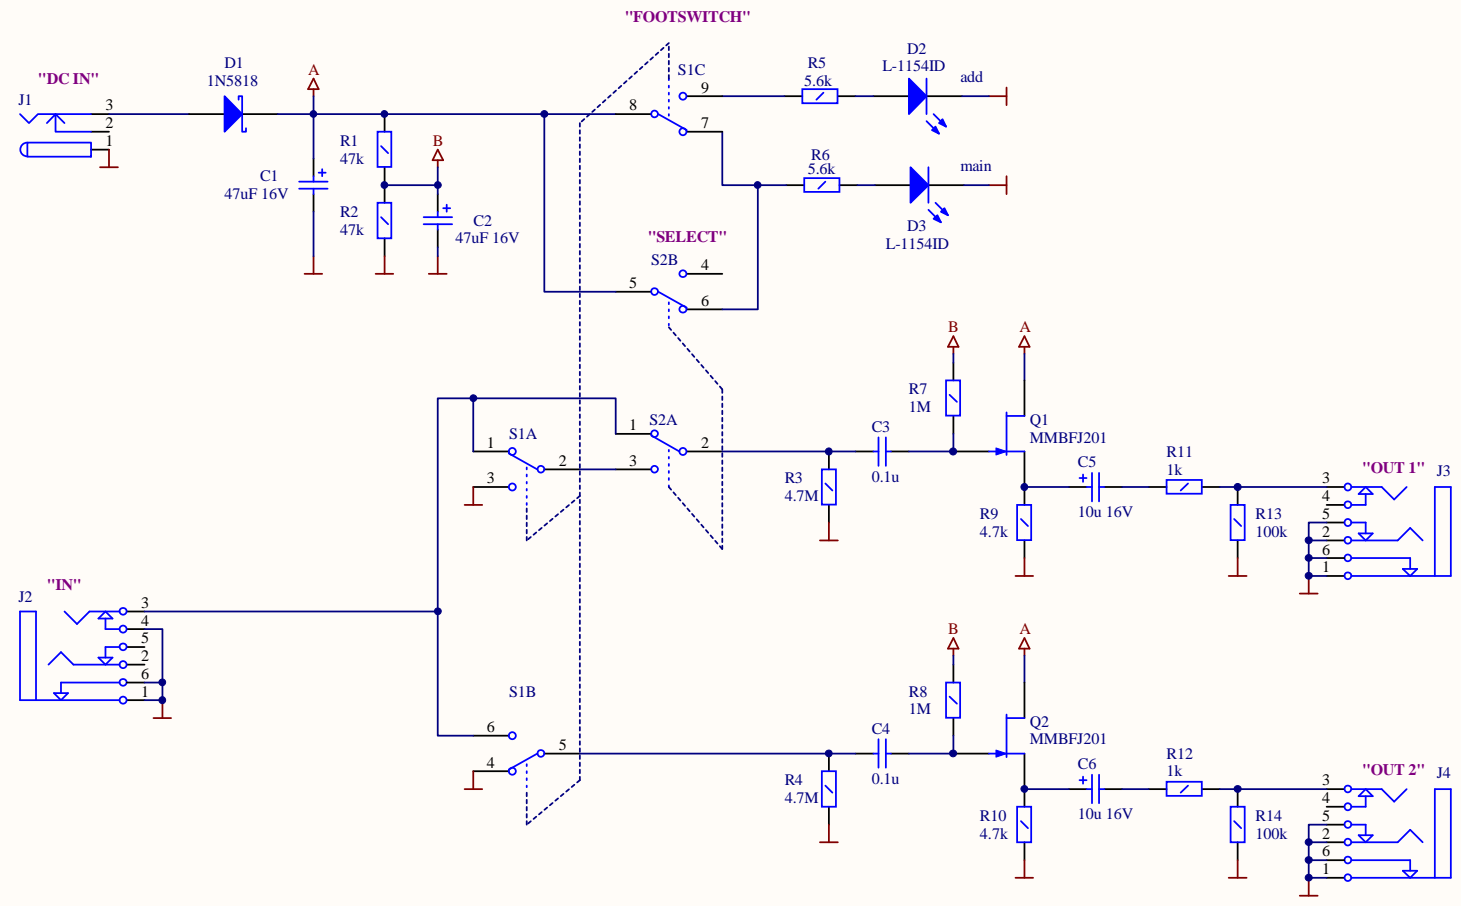 "FOOTSWITCH"
"DC IN"
J1
3
2
1
D1
1N5818
A
C1
47uF 16V
R1
47k
R2
47k
B
C2
47uF 16V
S1C
8
9
7
R5
5.6k
D2
L-1154ID
add
R6
5.6k
main
D3
L-1154ID
"SELECT"
S2B
5
4
6
S1A
1
3
2
S2A
1
3
2
R3
4.7M
C3
0.1u
B
A
R7
1M
Q1
MMBFJ201
R9
4.7k
C5
10u 16V
R11
1k
R13
100k
"OUT 1"
J3
3
4
5
2
6
1
"IN"
J2
3
4
5
2
6
1
S1B
6
4
5
R4
4.7M
C4
0.1u
B
A
R8
1M
Q2
MMBFJ201
R10
4.7k
C6
10u 16V
R12
1k
R14
100k
"OUT 2"
J4
3
4
5
2
6
1